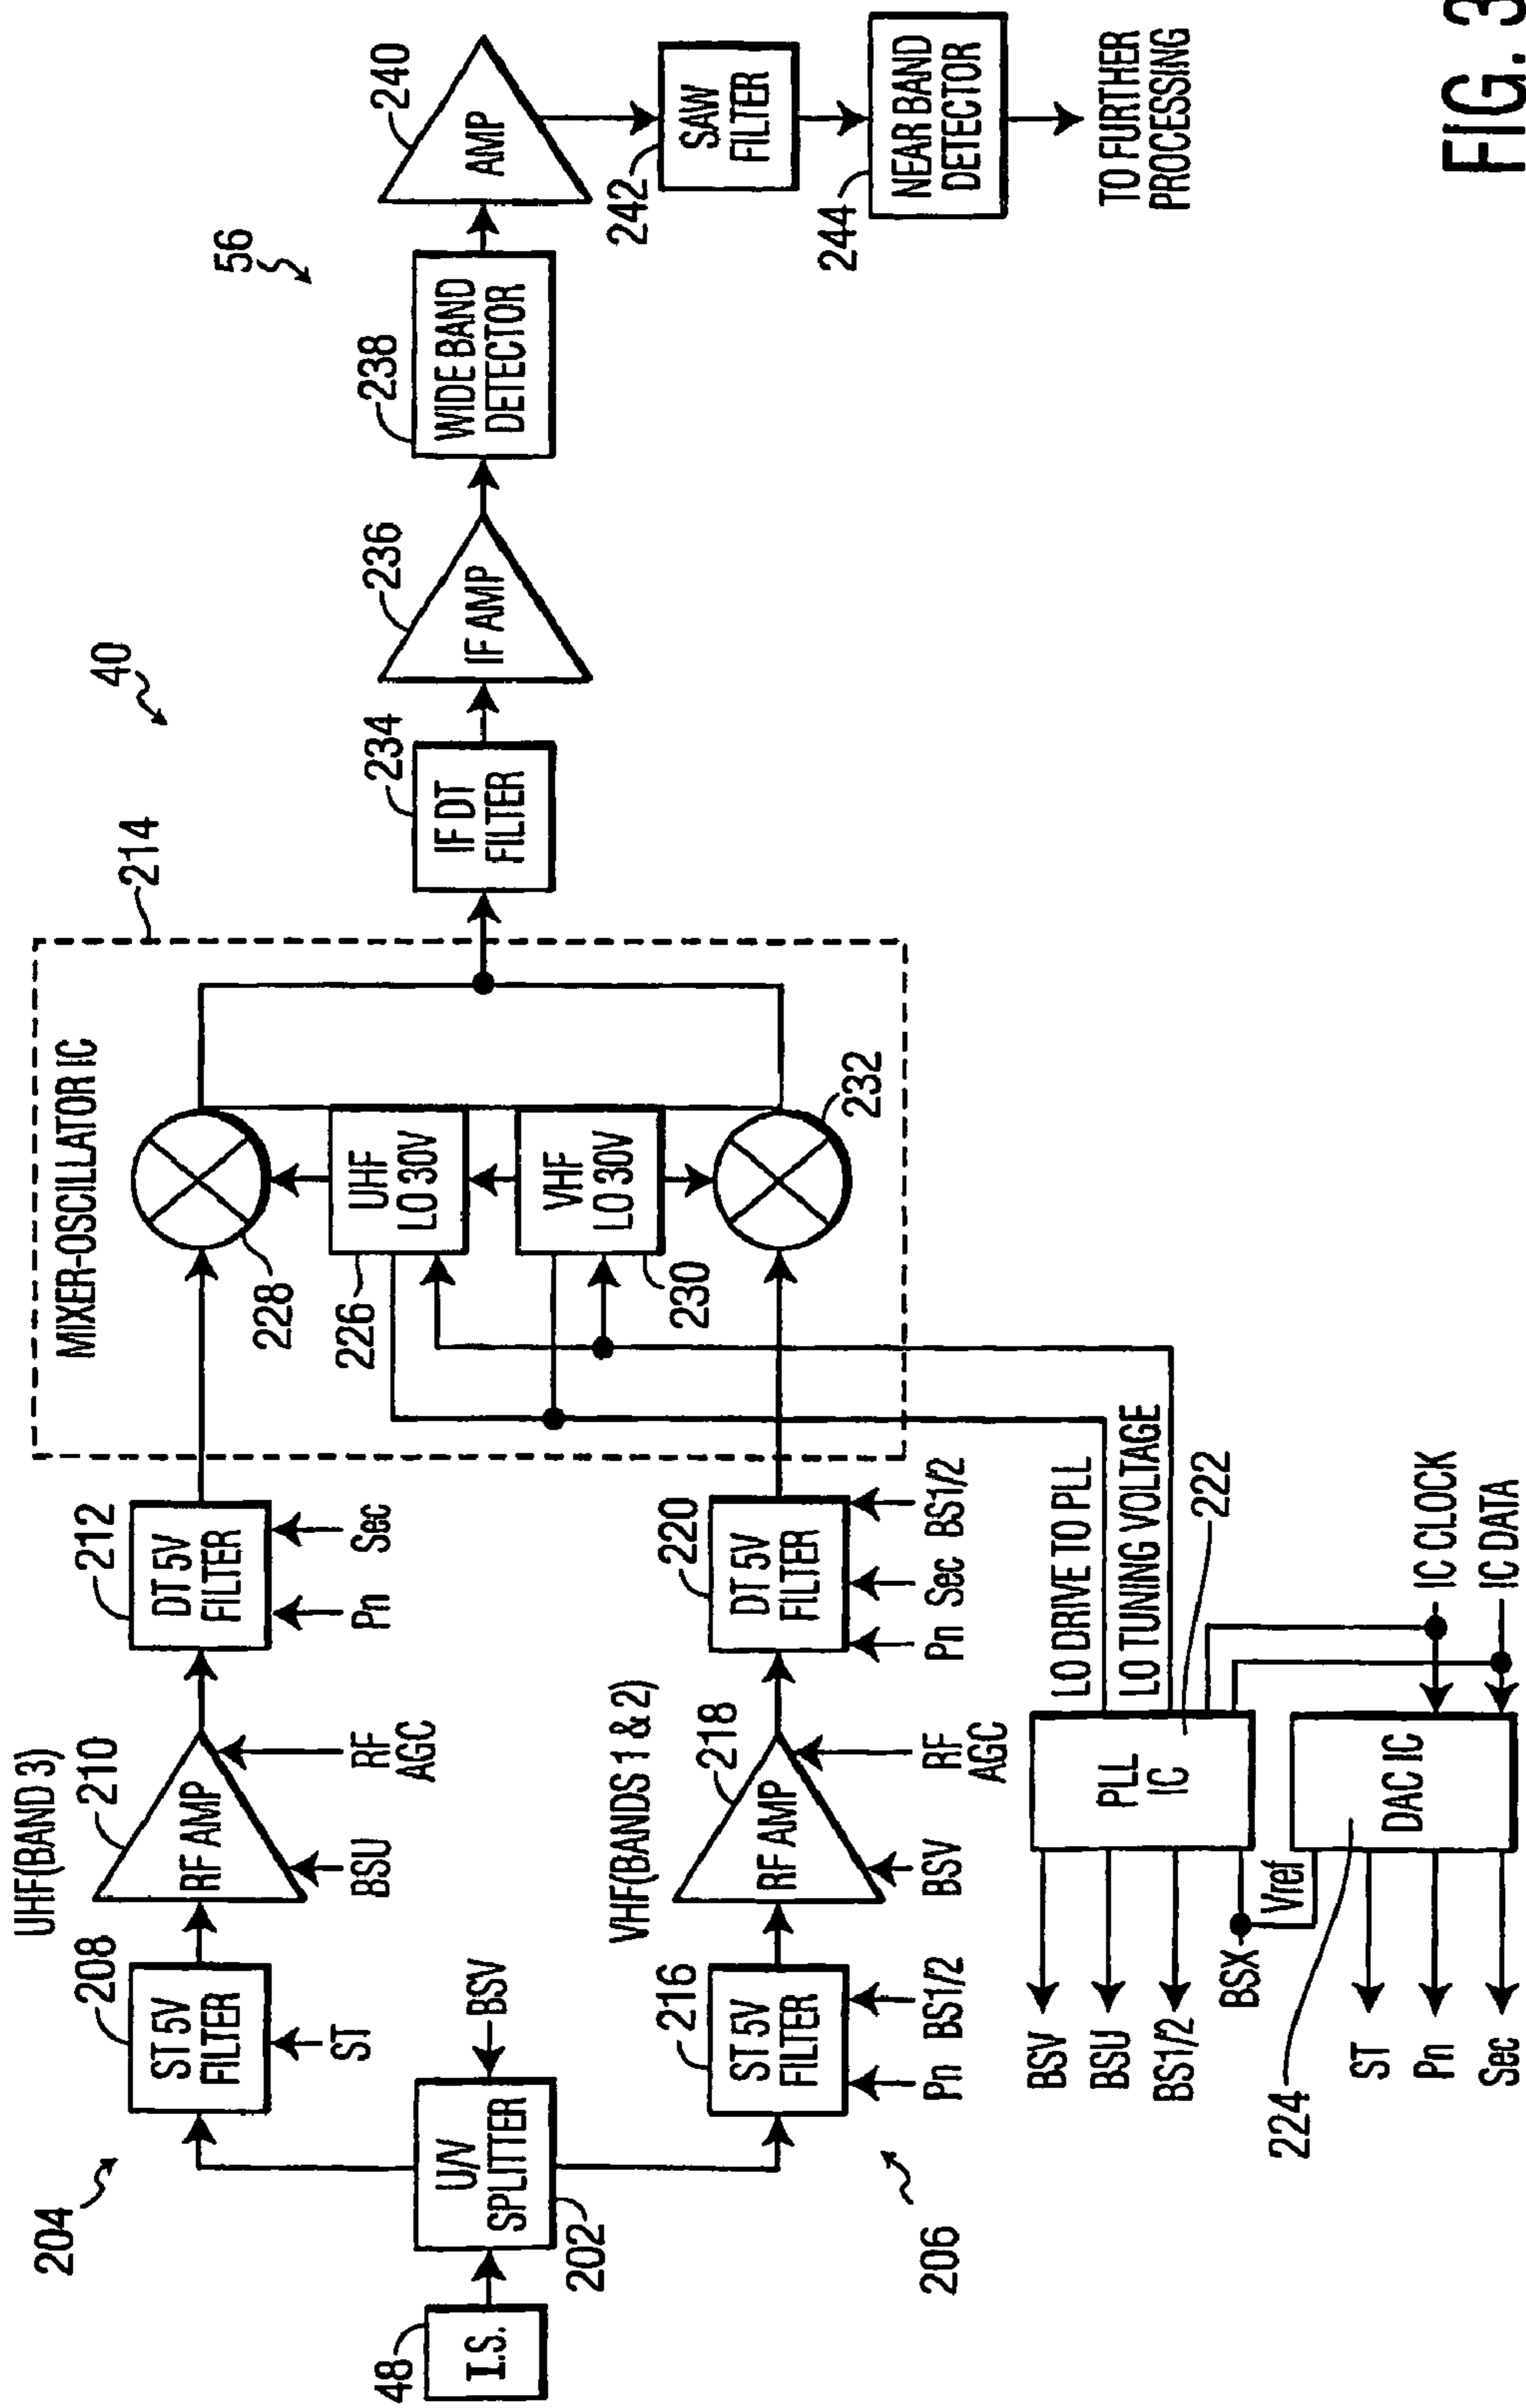 40
56
204
UHF(BAND 3)
208
ST 5V
FILTER
ST
210
RF AMP
BSU
RF
AGC
212
DT 5V
FILTER
Pn
Sec
MIXER-OSCILLATOR IC
214
228
226
UHF
LO 30V
VHF
LO 30V
230
232
48
I.S.
U/V
SPLITTER
202
BSV
234
IF DT
FILTER
236
IF AMP
238
WIDE BAND
DETECTOR
240
AMP
242
SAW
FILTER
244
NEAR BAND
DETECTOR
TO FURTHER
PROCESSING
206
VHF(BANDS 1 & 2)
216
ST 5V
FILTER
Pn
BS1/2
218
RF AMP
BSV
RF
AGC
220
DT 5V
FILTER
Pn
Sec
BS1/2
LO DRIVE TO PLL
LO TUNING VOLTAGE
222
PLL
IC
BSV
BSU
BS1/2
BSX
Vref
224
DAC IC
ST
Pn
Sec
IC CLOCK
IC DATA
FIG. 3